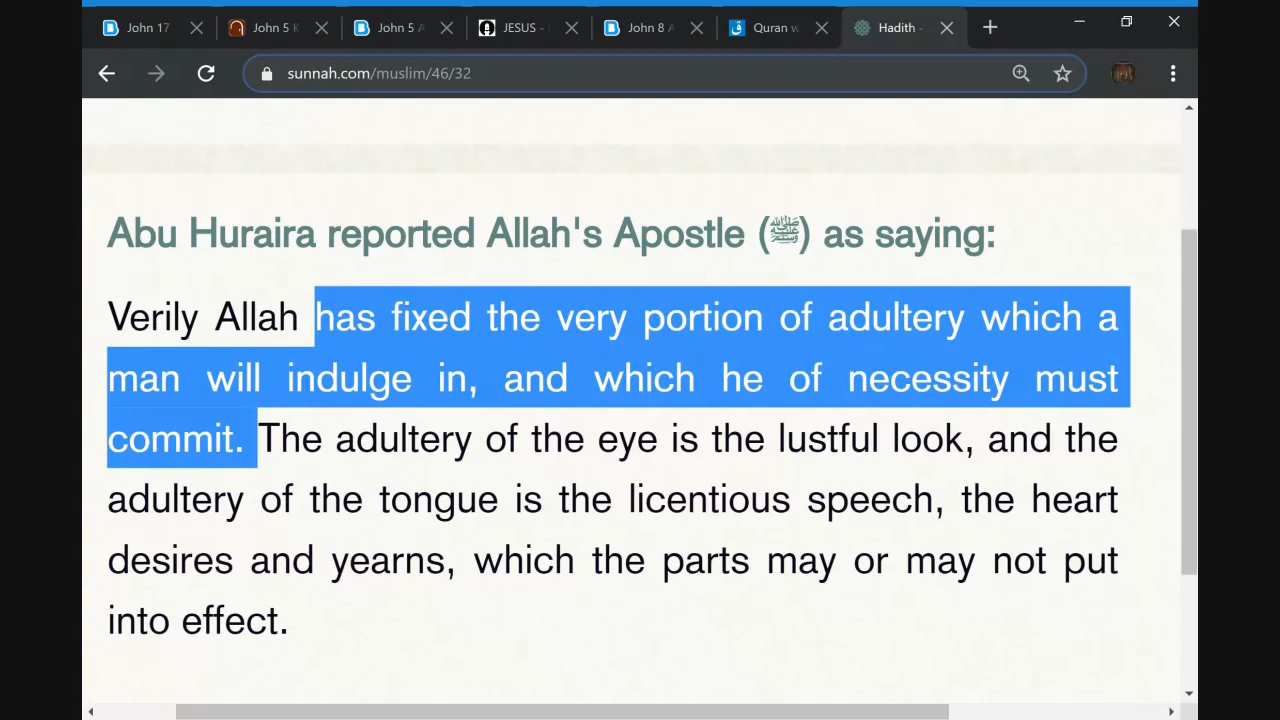 John 17
John 5 K
John 5 A
JESUS -
John 8 A
Quran w
Hadith -
sunnah.com/muslim/46/32
Abu Huraira reported Allah's Apostle (ﷺ) as saying:
Verily Allah has fixed the very portion of adultery which a
man will indulge in, and which he of necessity must
commit. The adultery of the eye is the lustful look, and the
adultery of the tongue is the licentious speech, the heart
desires and yearns, which the parts may or may not put
into effect.